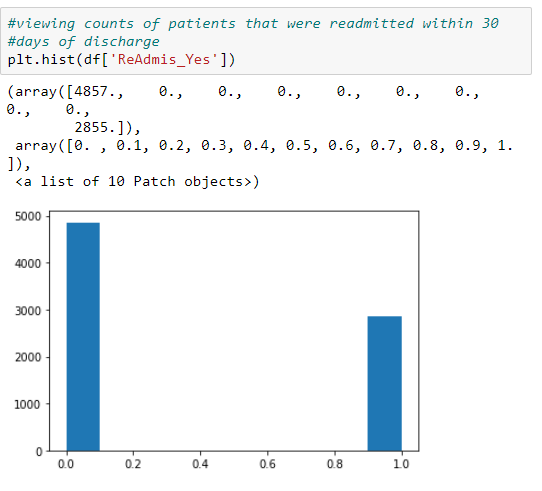 #viewing counts of patients that were readmitted within 30
#days of discharge
plt.hist(df['ReAdmis_Yes'])
(array([4857.,    0.,    0.,    0.,    0.,    0.,    0.,
0.,    0.,
        2855.]),
 array([0. , 0.1, 0.2, 0.3, 0.4, 0.5, 0.6, 0.7, 0.8, 0.9, 1.
]),
 <a list of 10 Patch objects>)
5000
4000
3000
2000
1000
0
0.0 0.2 0.4 0.6 0.8 1.0